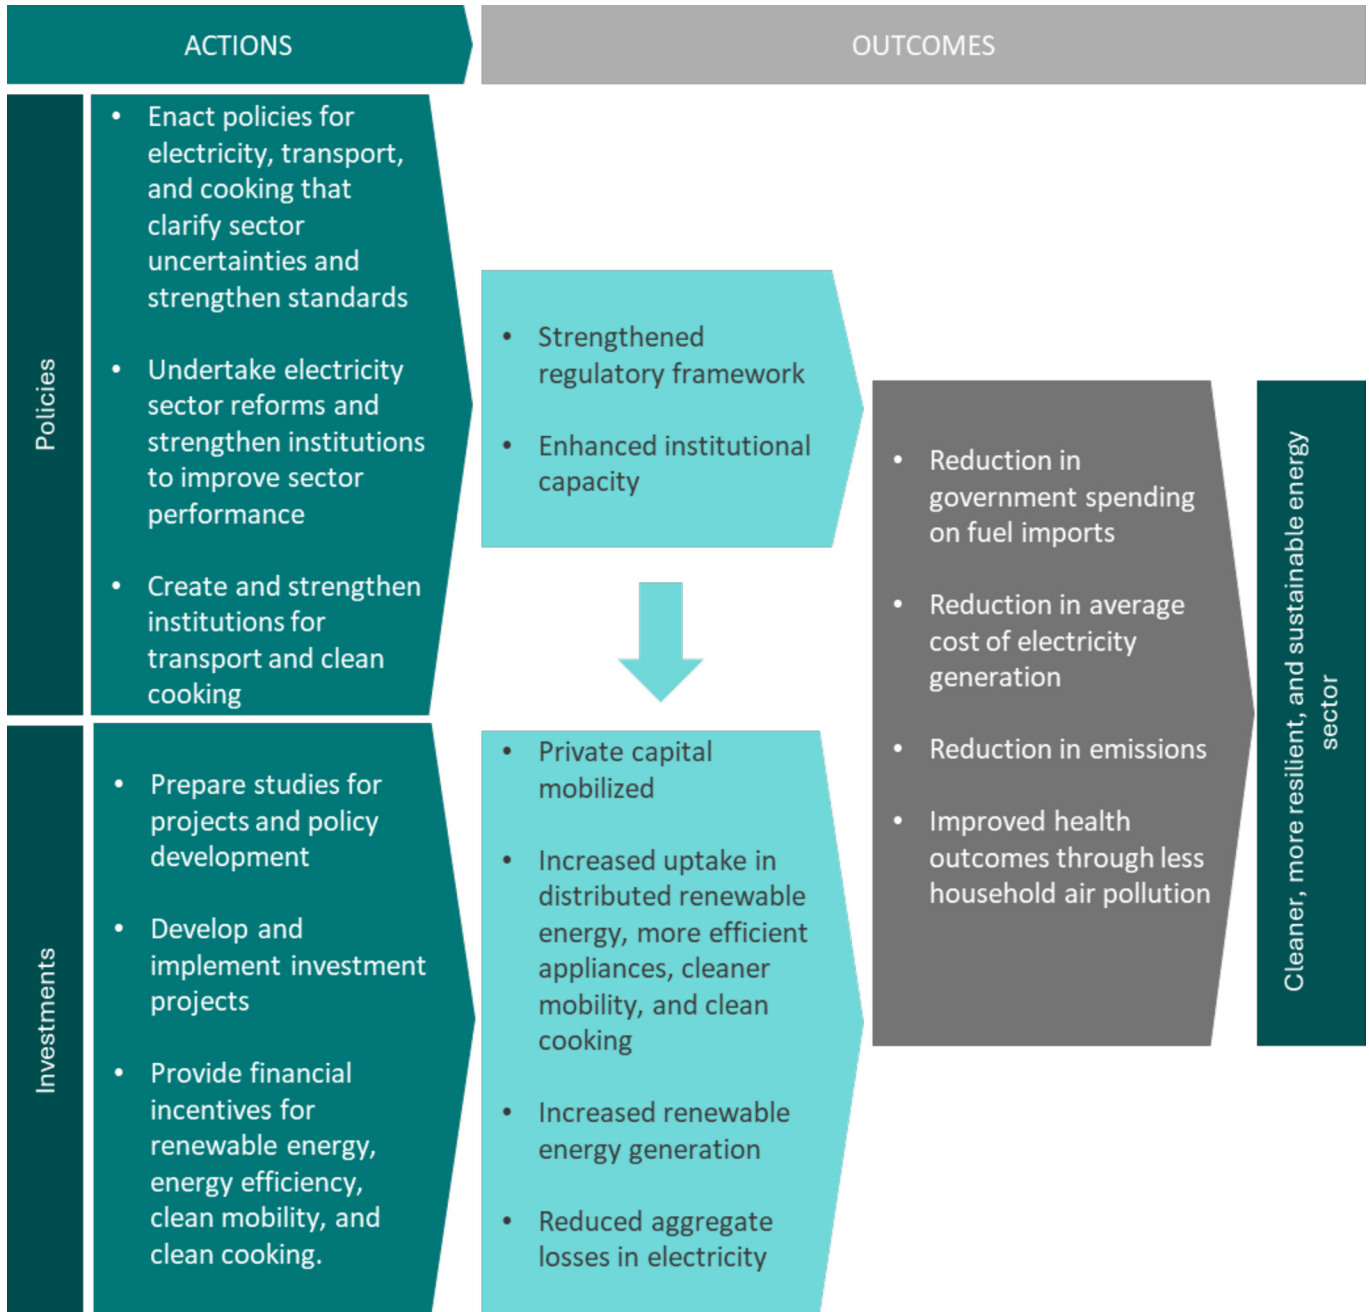 ACTIONS
OUTCOMES
Policies
• Enact policies for
electricity, transport,
and cooking that
clarify sector
uncertainties and
strengthen standards
• Undertake electricity
sector reforms and
strengthen institutions
to improve sector
performance
• Create and strengthen
institutions for
transport and clean
cooking
• Strengthened
regulatory framework
• Enhanced institutional
capacity
Investments
• Prepare studies for
projects and policy
development
• Develop and
implement investment
projects
• Provide financial
incentives for
renewable energy,
energy efficiency,
clean mobility, and
clean cooking.
• Private capital
mobilized
• Increased uptake in
distributed renewable
energy, more efficient
appliances, cleaner
mobility, and clean
cooking
• Increased renewable
energy generation
• Reduced aggregate
losses in electricity
• Reduction in
government spending
on fuel imports
• Reduction in average
cost of electricity
generation
• Reduction in emissions
• Improved health
outcomes through less
household air pollution
Cleaner, more resilient, and sustainable energy
sector